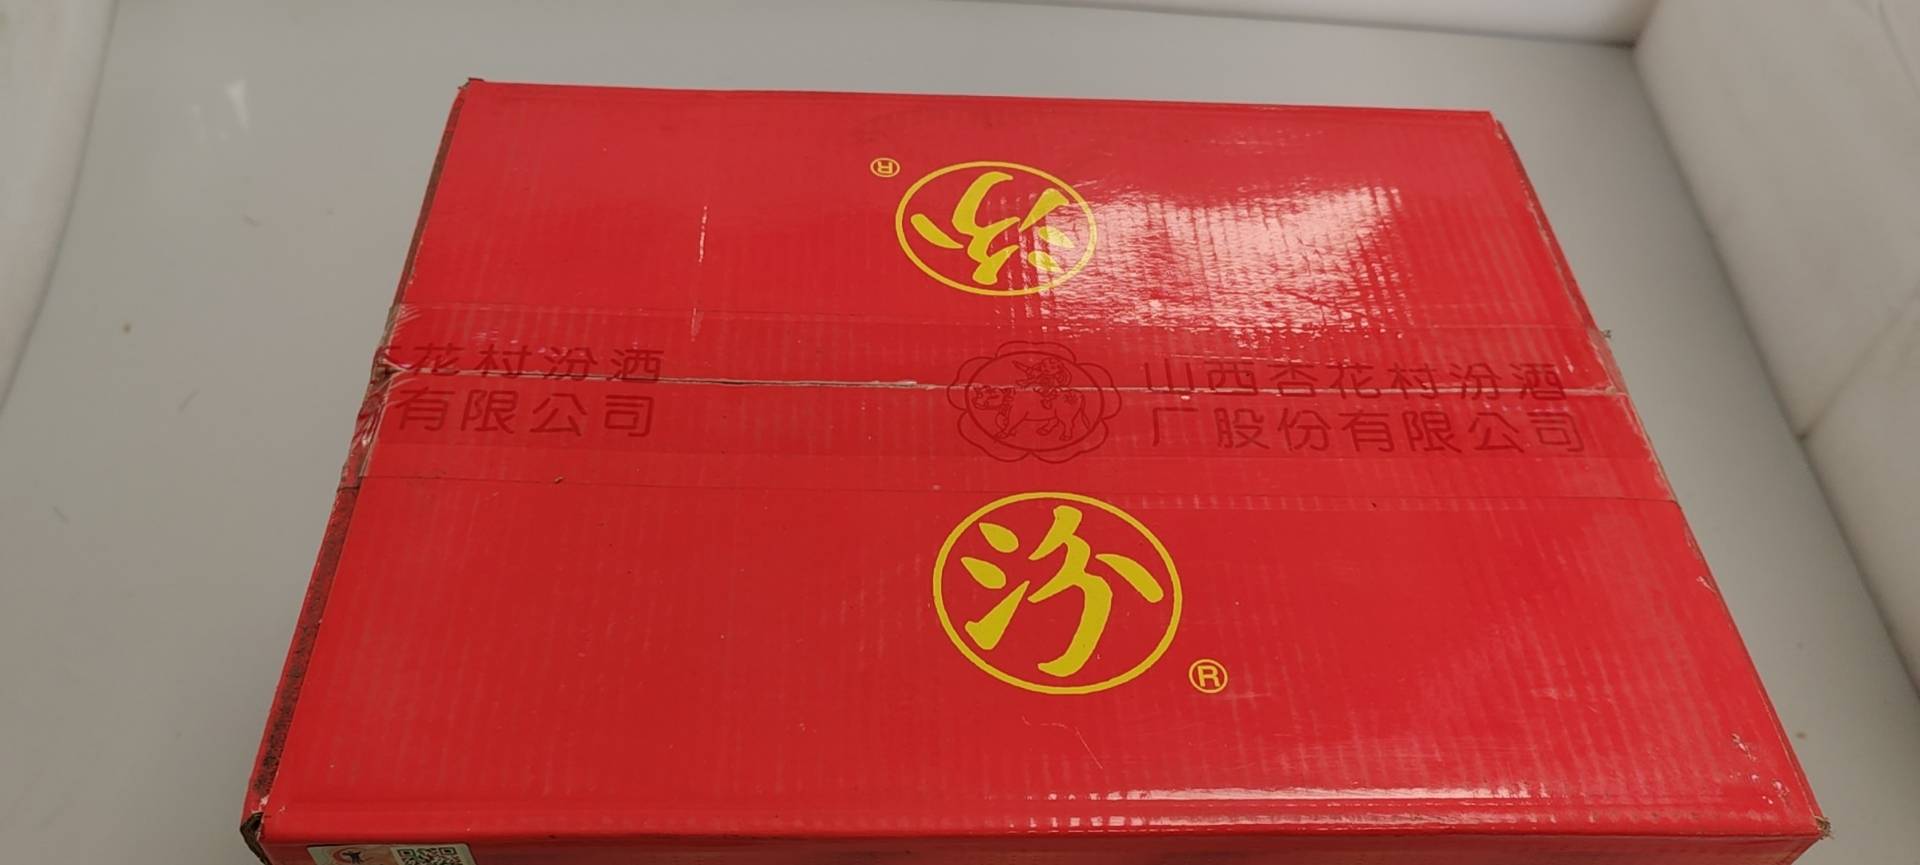 汾
®
花村汾酒
有限公司
山西杏花村汾酒
厂股份有限公司
汾
®